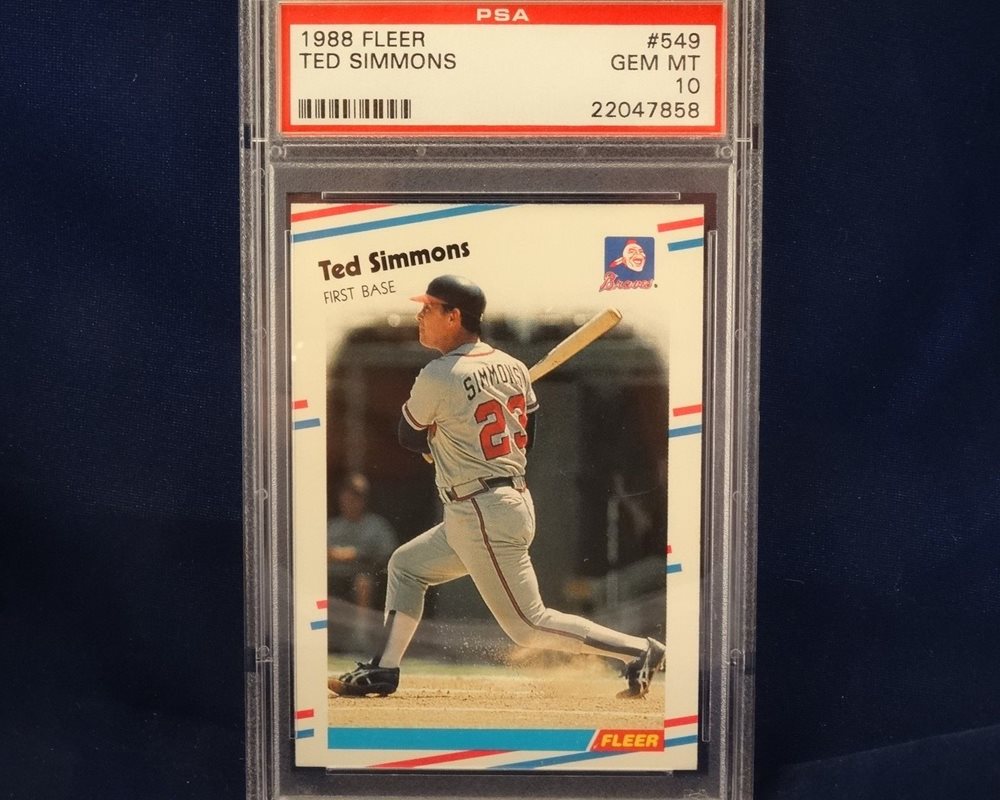 PSA
1988 FLEER #549
TED SIMMONS GEM MT
10
22047858
Ted Simmons
FIRST BASE
Braves
SIMMONS
23
FLEER